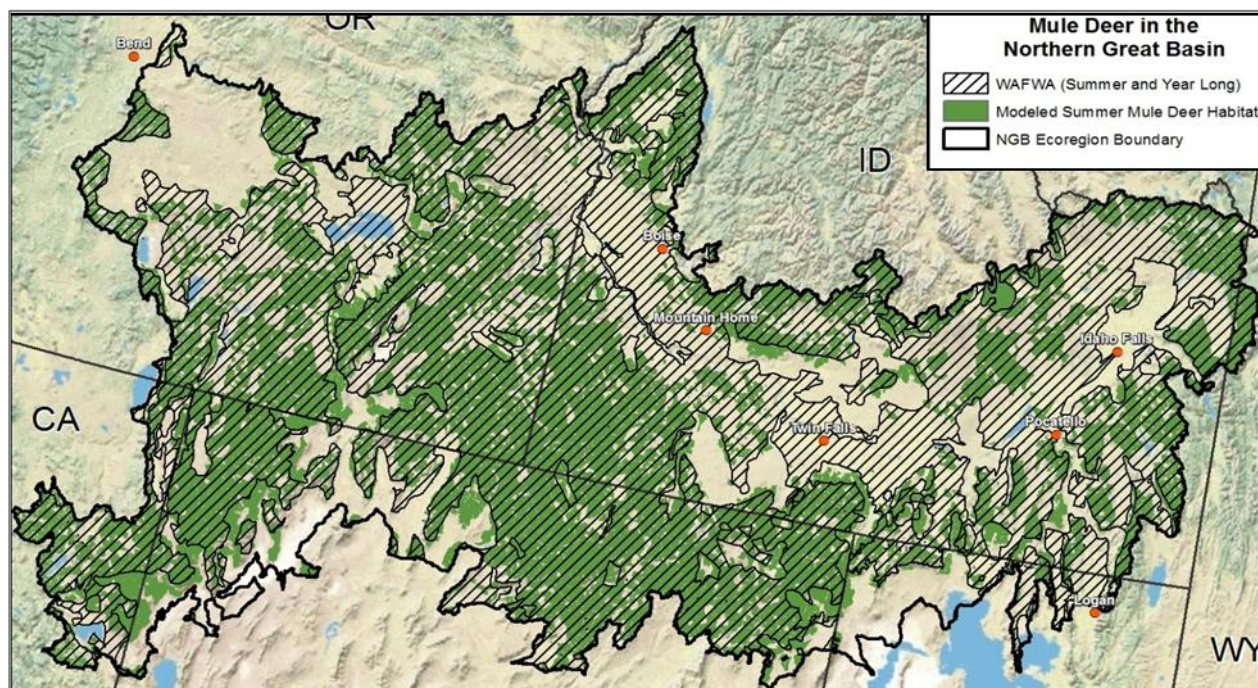 OR
Mule Deer in the
Northern Great Basin
WAFWA (Summer and Year Long)
Modeled Summer Mule Deer Habitat
NGB Ecoregion Boundary
Bend
ID
Boise
Mountain Home
Idaho Falls
CA
Twin Falls
Pocatello
Logan
WY